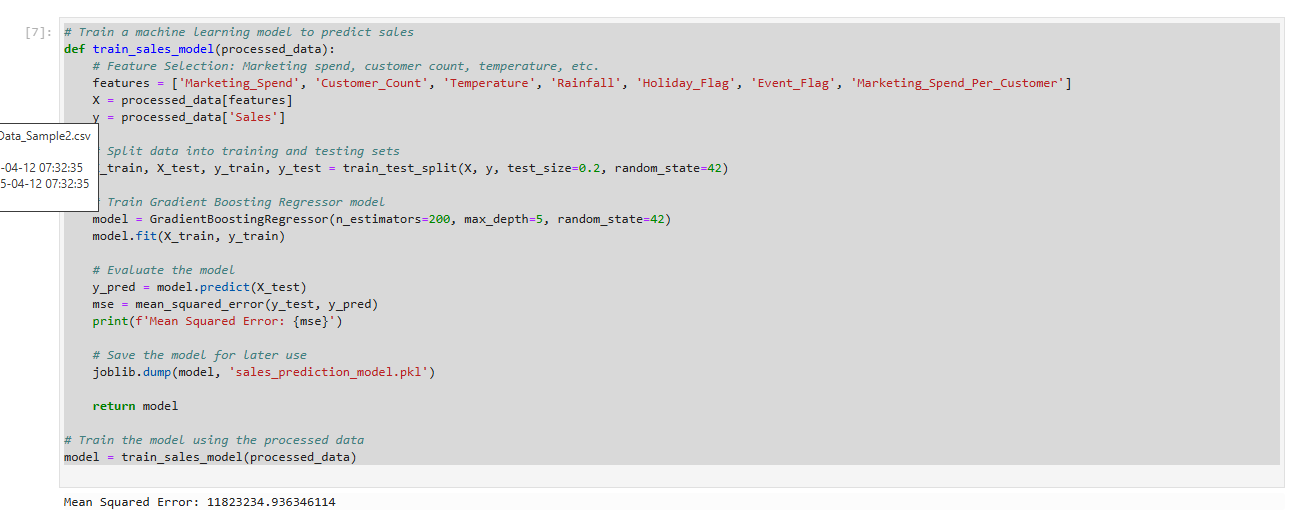 [7]:
# Train a machine learning model to predict sales
def train_sales_model(processed_data):
# Feature Selection: Marketing spend, customer count, temperature, etc.
features = ['Marketing_Spend', 'Customer_Count', 'Temperature', 'Rainfall', 'Holiday_Flag', 'Event_Flag', 'Marketing_Spend_Per_Customer']
X = processed_data[features]
y = processed_data['Sales']
Data_Sample2.csv
-04-12 07:32:35
5-04-12 07:32:35
Split data into training and testing sets
_train, X_test, y_train, y_test = train_test_split(X, y, test_size=0.2, random_state=42)
Train Gradient Boosting Regressor model
model = GradientBoostingRegressor(n_estimators=200, max_depth=5, random_state=42)
model.fit(X_train, y_train)
# Evaluate the model
y_pred = model.predict(X_test)
mse = mean_squared_error(y_test, y_pred)
print(f'Mean Squared Error: {mse}')
# Save the model for later use
joblib.dump(model, 'sales_prediction_model.pkl')
return model
# Train the model using the processed data
model = train_sales_model(processed_data)
Mean Squared Error: 11823234.936346114